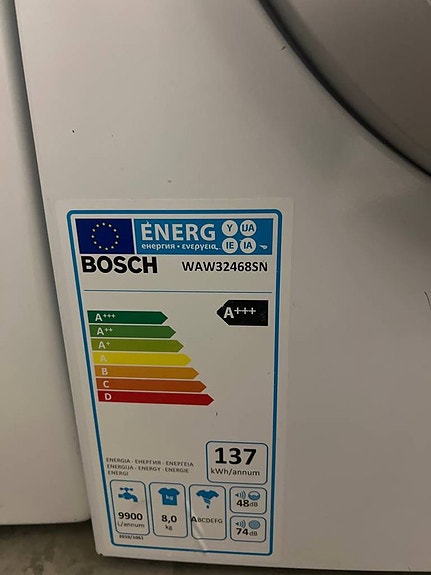 ENERG Y UA
енергия · ενεργεια IE IA
BOSCH WAW32468SN
A+++ A+++
A++
A+
A
B
C
D
ENERGIA · ЕНЕРГИЯ · ΕΝΕΡΓΕΙΑ
ENERGIJA · ENERGY · ENERGIE
ENERGI
137
kWh/annum
9900
L/annum
8,0
kg
ABCDEFG
48dB
74dB
2010/1061